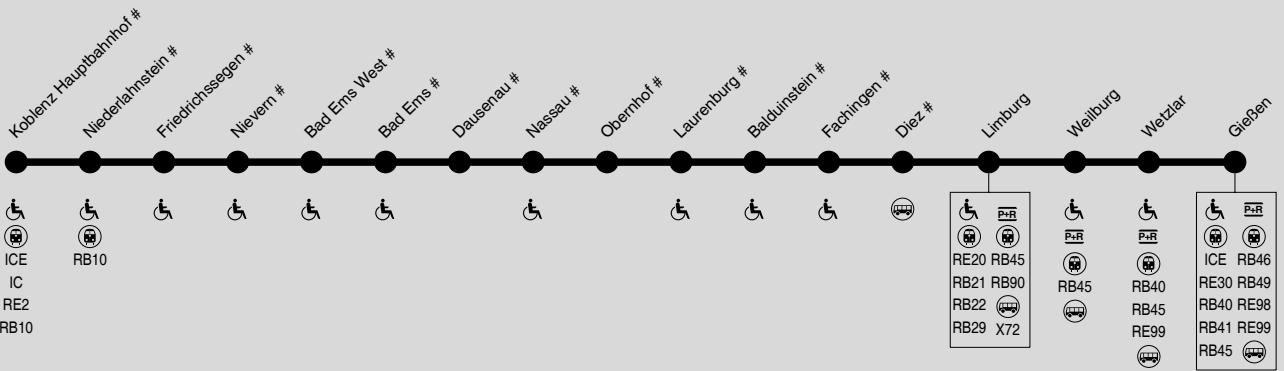 Koblenz Hauptbahnhof #
Niederlahnstein #
Friedrichssegen #
Nievern #
Bad Ems West #
Bad Ems #
Dausenau #
Nassau #
Obernhof #
Laurenburg #
Balduinstein #
Fachingen #
Diez #
Limburg
Weilburg
Wetzlar
Gießen
ICE
IC
RE2
RB10
RB10
P+R
RE20 RB45
RB21 RB90
RB22
RB29 X72
P+R
RB45
P+R
RB40
RB45
RE99
P+R
ICE RB46
RE30 RB49
RB40 RE98
RB41 RE99
RB45